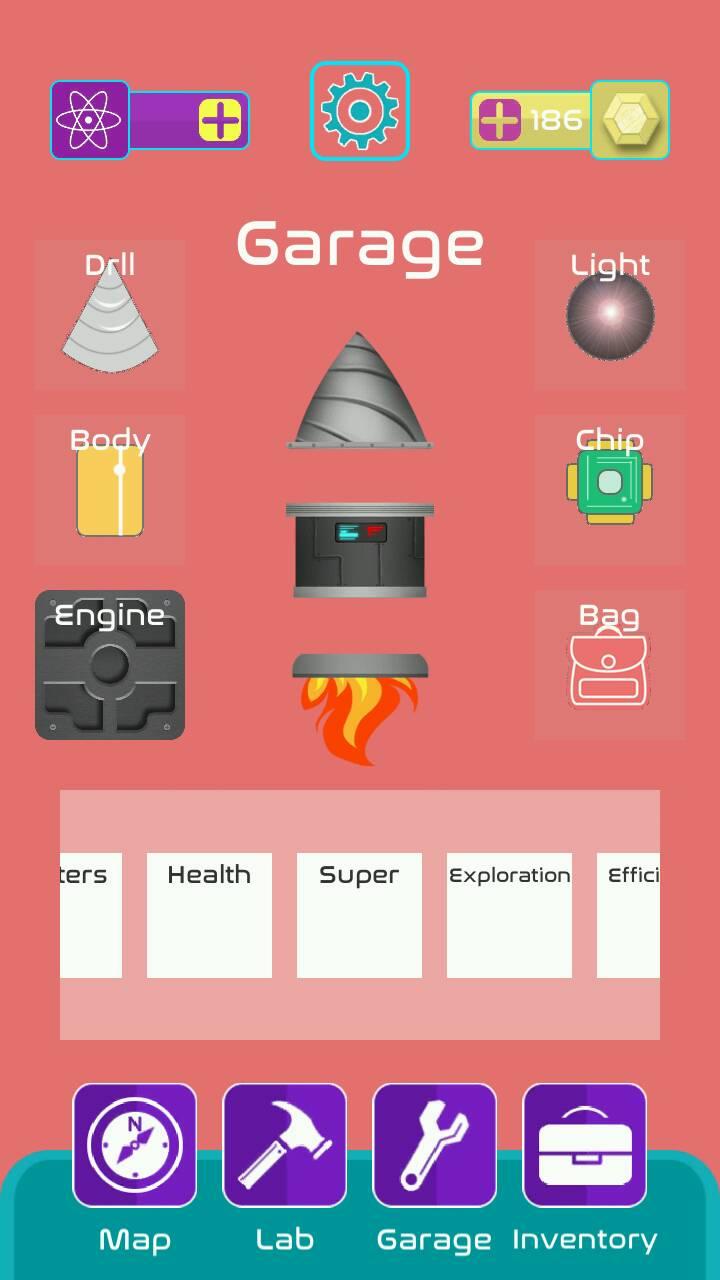 186
Garage
Drll
Light
Body
Chip
Engine
Bag
ters
Health
Super
Exploration
Effici
N
Map
Lab
Garage
Inventory